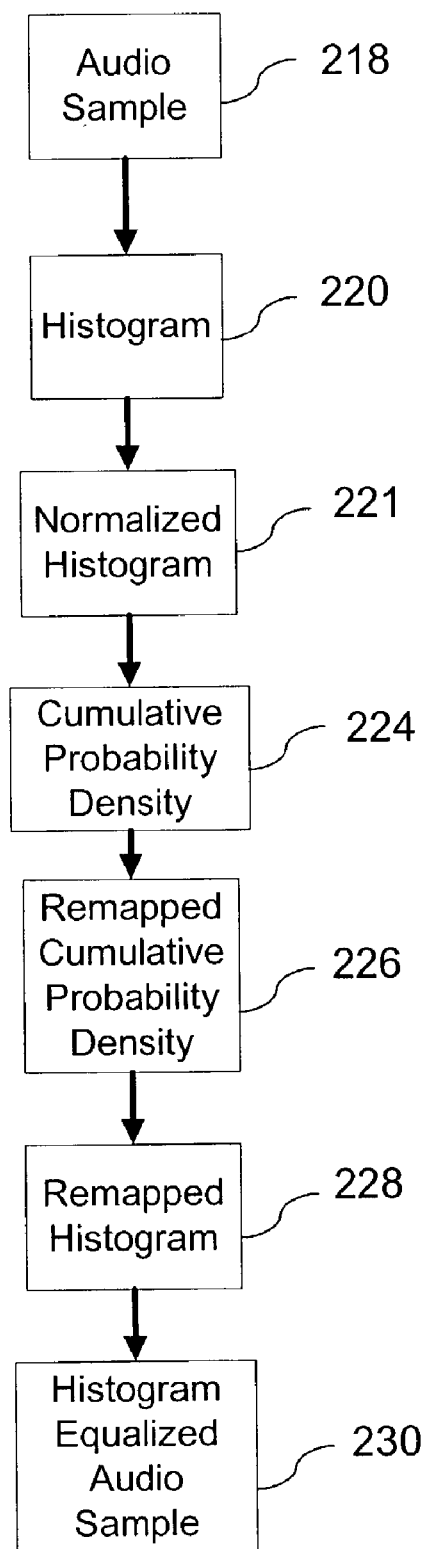 Audio
Sample
218
Histogram
220
Normalized
Histogram
221
Cumulative
Probability
Density
224
Remapped
Cumulative
Probability
Density
226
Remapped
Histogram
228
Histogram
Equalized
Audio
Sample
230